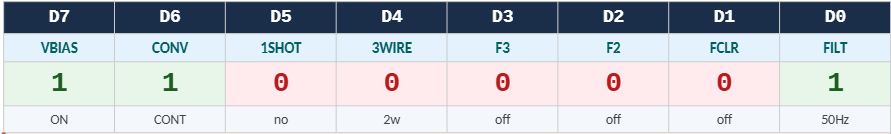 D7 D6 D5 D4 D3 D2 D1 D0
VBIAS CONV 1SHOT 3WIRE F3 F2 FCLR FILT
1 1 0 0 0 0 0 1
ON CONT no 2w off off off 50Hz